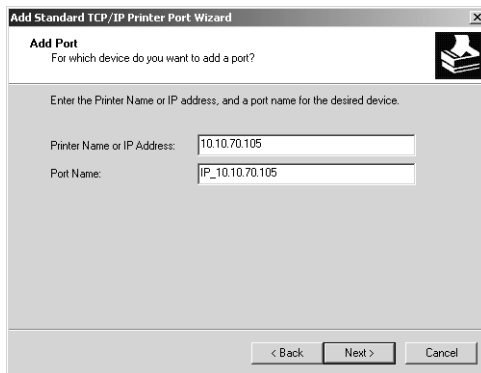 Add Standard TCP/IP Printer Port Wizard
Add Port
For which device do you want to add a port?
Enter the Printer Name or IP address, and a port name for the desired device.
Printer Name or IP Address: 10.10.70.105
Port Name: IP_10.10.70.105
< Back Next > Cancel